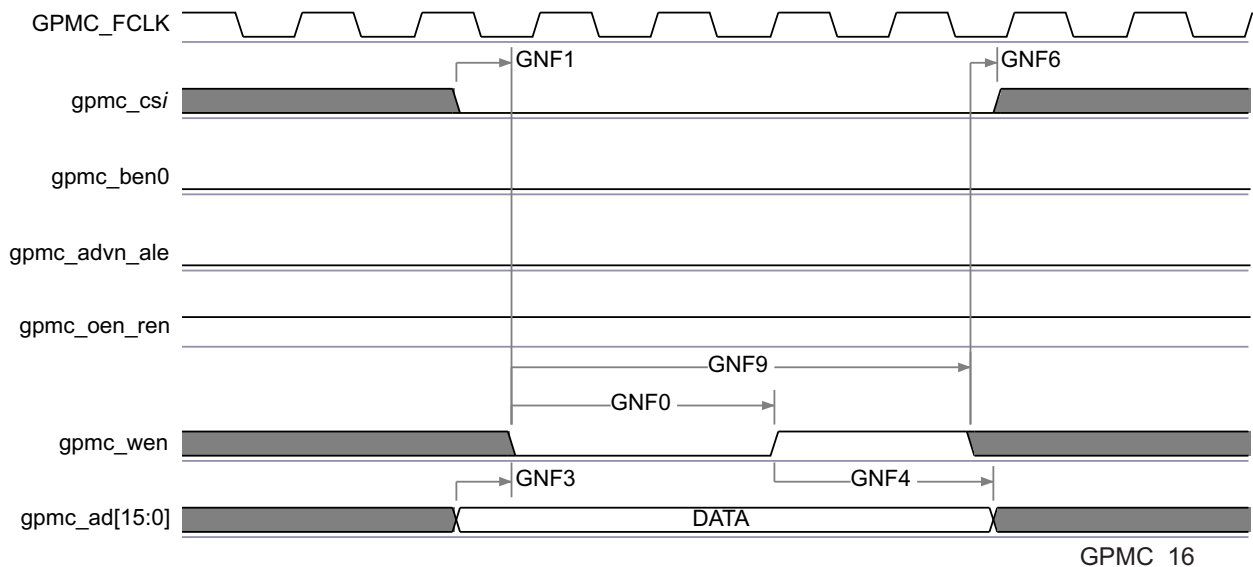 GPMC_FCLK
GNF1
GNF6
gpmc_csi
gpmc_ben0
gpmc_advn_ale
gpmc_oen_ren
GNF9
GNF0
gpmc_wen
GNF3
GNF4
gpmc_ad[15:0]
DATA
GPMC_16